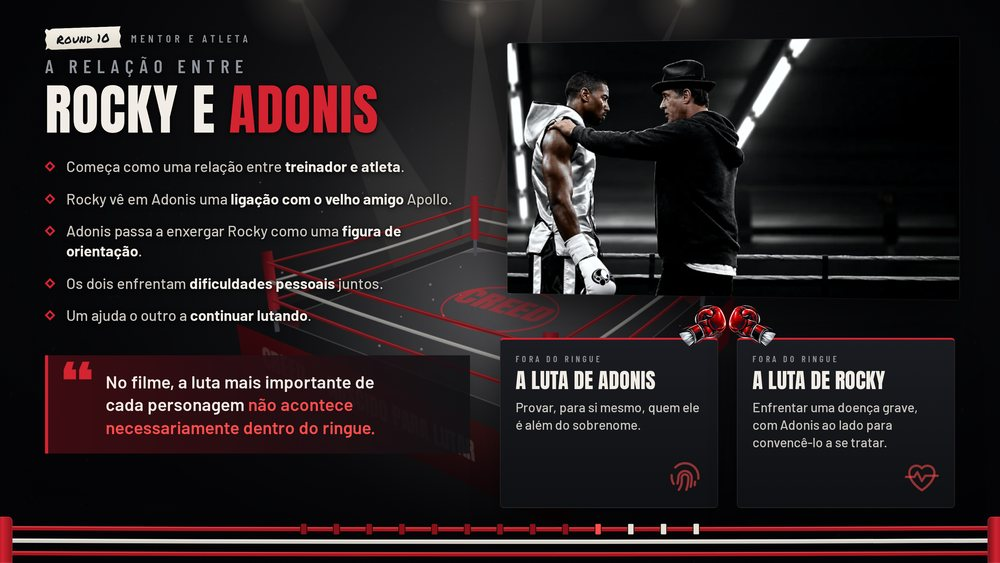 Round 10 MENTOR E ATLETA
A RELAÇÃO ENTRE
ROCKY E ADONIS
Começa como uma relação entre treinador e atleta.
Rocky vê em Adonis uma ligação com o velho amigo Apollo.
Adonis passa a enxergar Rocky como uma figura de
orientação.
Os dois enfrentam dificuldades pessoais juntos.
Um ajuda o outro a continuar lutando.
CREED
“
No filme, a luta mais importante de
cada personagem não acontece
necessariamente dentro do ringue.
FORA DO RINGUE
A LUTA DE ADONIS
Provar, para si mesmo, quem ele
é além do sobrenome.
FORA DO RINGUE
A LUTA DE ROCKY
Enfrentar uma doença grave,
com Adonis ao lado para
convencê-lo a se tratar.